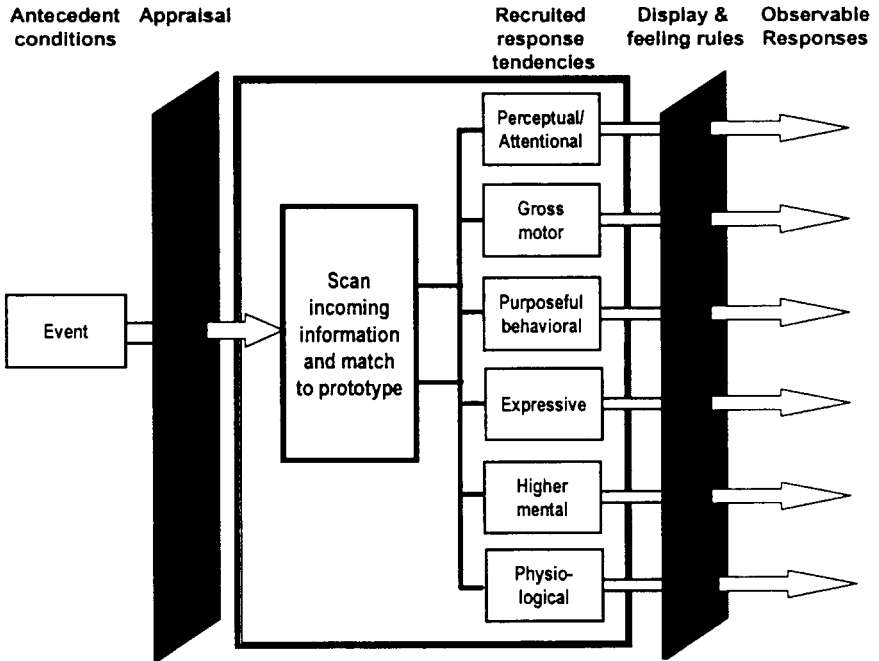 Antecedent
conditions
Appraisal
Recruited
response
tendencies
Display &
feeling rules
Observable
Responses
Event
Scan
incoming
information
and match
to prototype
Perceptual/
Attentional
Gross
motor
Purposeful
behavioral
Expressive
Higher
mental
Physio-
logical